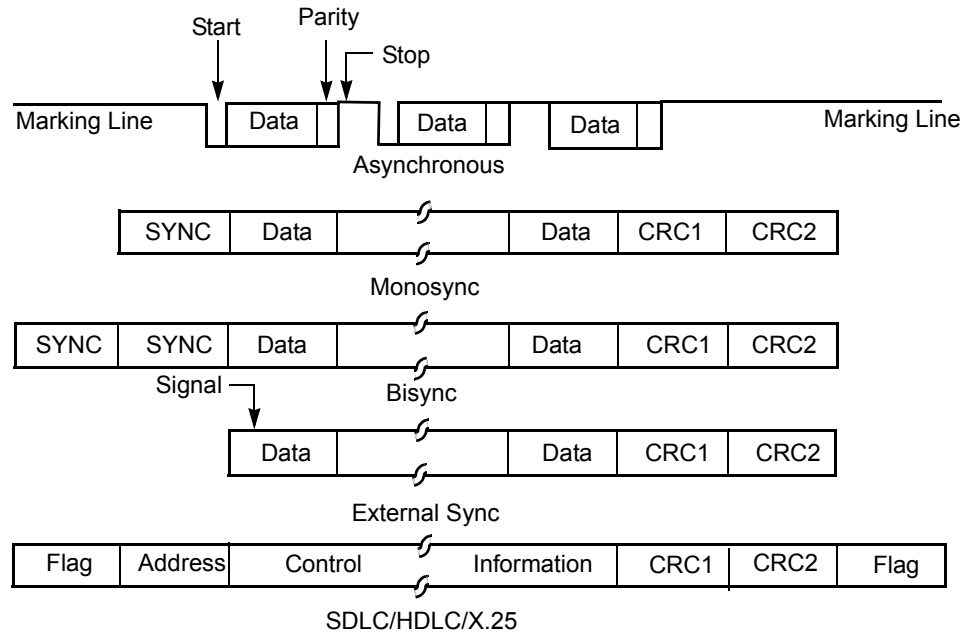 Start
Parity
Stop
Marking Line
Data
Data
Data
Marking Line
Asynchronous
SYNC Data Data CRC1 CRC2
Monosync
SYNC SYNC Data Data CRC1 CRC2
Signal
Bisync
Data Data CRC1 CRC2
External Sync
Flag Address Control Information CRC1 CRC2 Flag
SDLC/HDLC/X.25